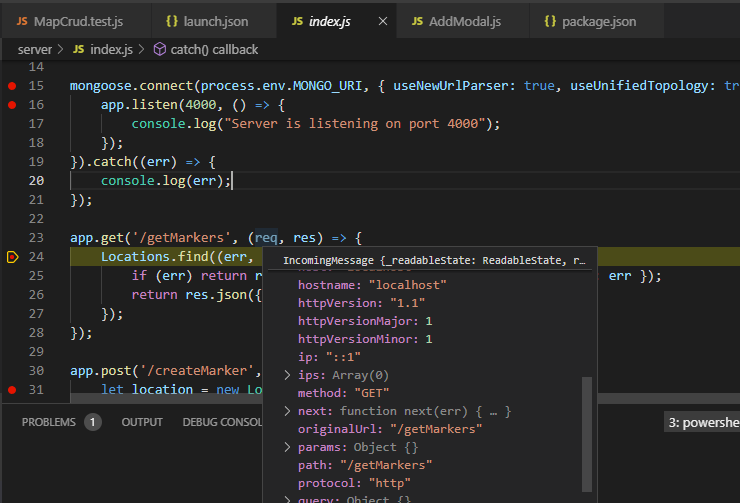 MapCrud.test.js launch.json index.js AddModal.js package.json
server > JS index.js > catch() callback
14
15 mongoose.connect(process.env.MONGO_URI, { useNewUrlParser: true, useUnifiedTopology: tr
16 app.listen(4000, () => {
17 console.log("Server is listening on port 4000");
18 });
19 }).catch((err) => {
20 console.log(err);
21 });
22
23 app.get('/getMarkers', (req, res) => {
24 Locations.find((err,
IncomingMessage {_readableState: ReadableState, r…
25 if (err) return r err });
hostname: "localhost"
26 return res.json({
httpVersion: "1.1"
27 });
httpVersionMajor: 1
28 });
httpVersionMinor: 1
29
ip: "::1"
30 app.post('/createMarker',
ips: Array(0)
31 let location = new Lo
method: "GET"
next: function next(err) { … }
PROBLEMS 1 OUTPUT DEBUG CONSOL 3: powershe
originalUrl: "/getMarkers"
params: Object {}
path: "/getMarkers"
protocol: "http"
query: Object {}